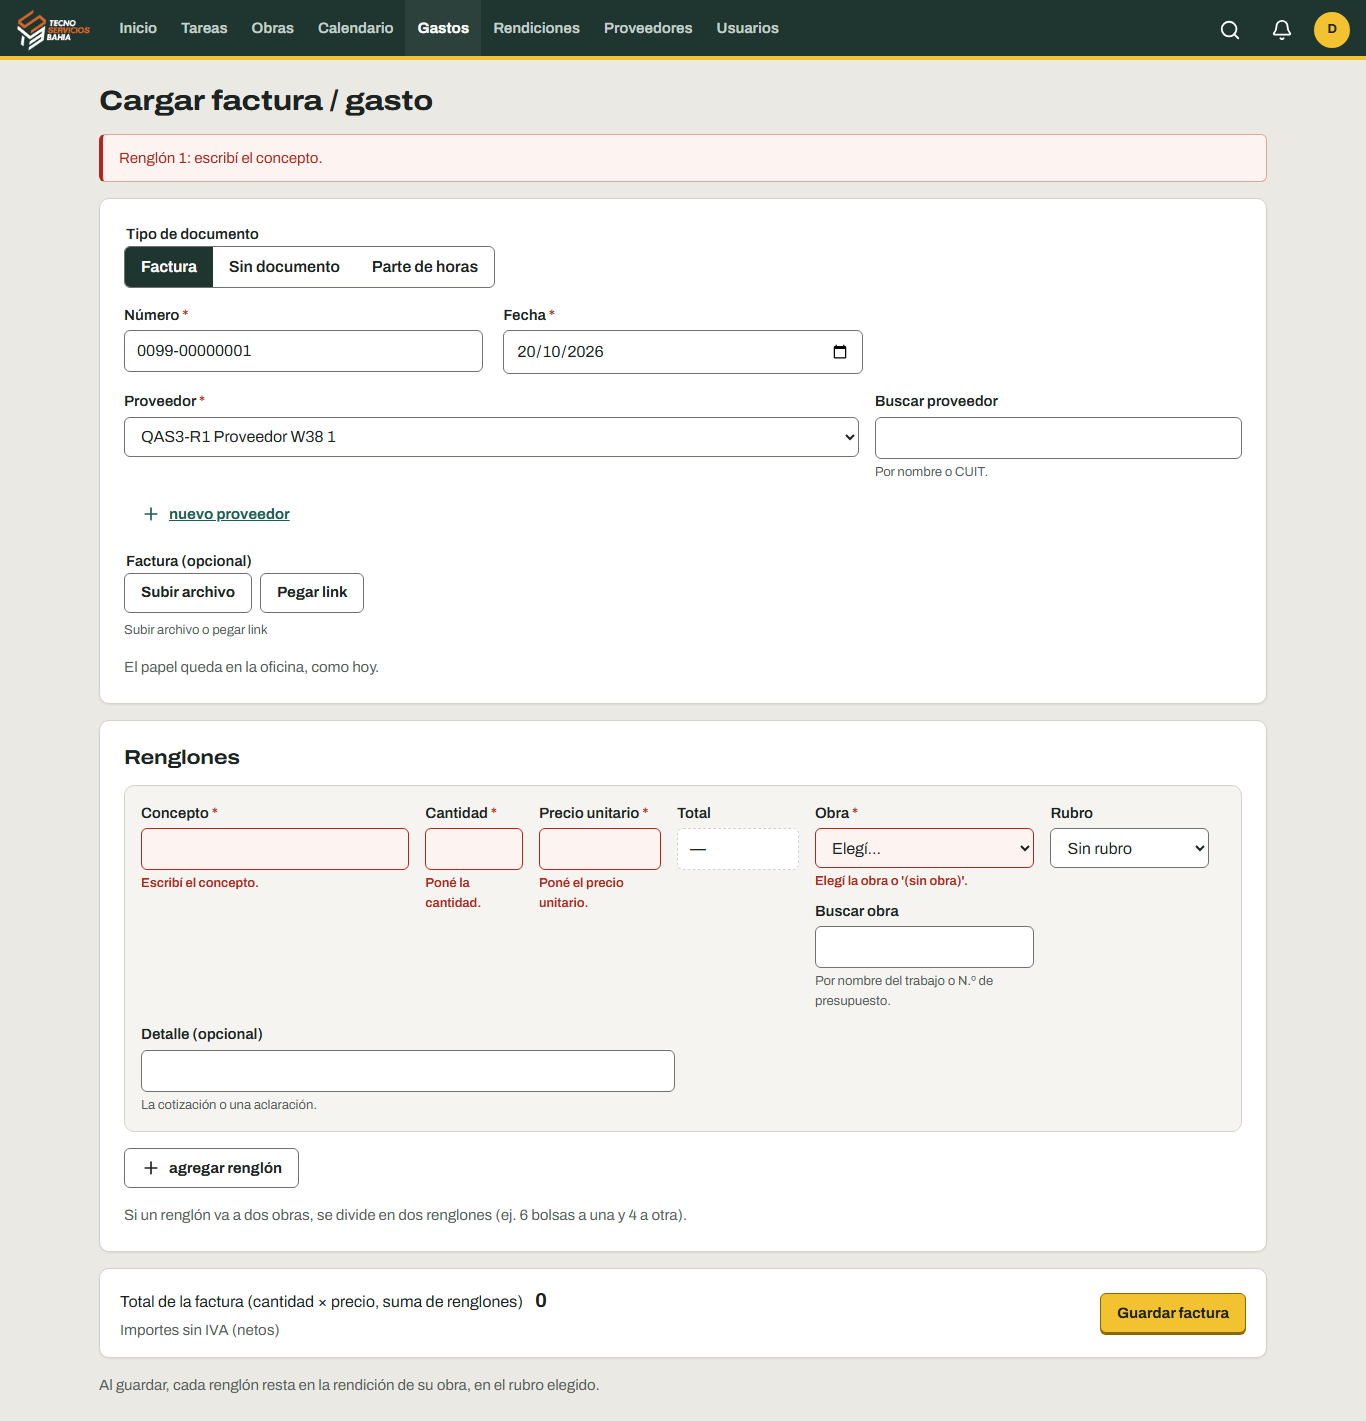 TECNO
SERVICIOS
BAHIA
Inicio Tareas Obras Calendario Gastos Rendiciones Proveedores Usuarios
D
Cargar factura / gasto
Renglón 1: escribí el concepto.
Tipo de documento
Factura Sin documento Parte de horas
Número * Fecha *
0099-00000001 20/10/2026
Proveedor * Buscar proveedor
QAS3-R1 Proveedor W38 1
Por nombre o CUIT.
+ nuevo proveedor
Factura (opcional)
Subir archivo Pegar link
Subir archivo o pegar link
El papel queda en la oficina, como hoy.
Renglones
Concepto * Cantidad * Precio unitario * Total Obra * Rubro
— Elegí... Sin rubro
Escribí el concepto. Poné la cantidad. Poné el precio unitario. Elegí la obra o '(sin obra)'.
Buscar obra
Por nombre del trabajo o N.º de
presupuesto.
Detalle (opcional)
La cotización o una aclaración.
+ agregar renglón
Si un renglón va a dos obras, se divide en dos renglones (ej. 6 bolsas a una y 4 a otra).
Total de la factura (cantidad × precio, suma de renglones) 0
Importes sin IVA (netos)
Guardar factura
Al guardar, cada renglón resta en la rendición de su obra, en el rubro elegido.